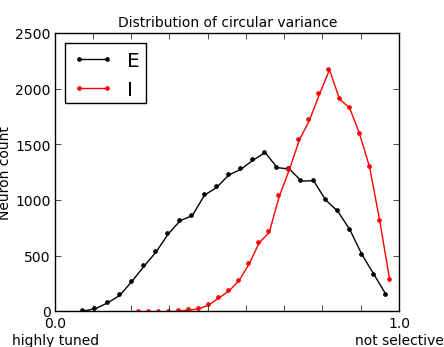 Distribution of circular variance
2500
2000
1500
1000
500
0
Neuron count
E
I
0.0
1.0
highly tuned
not selective